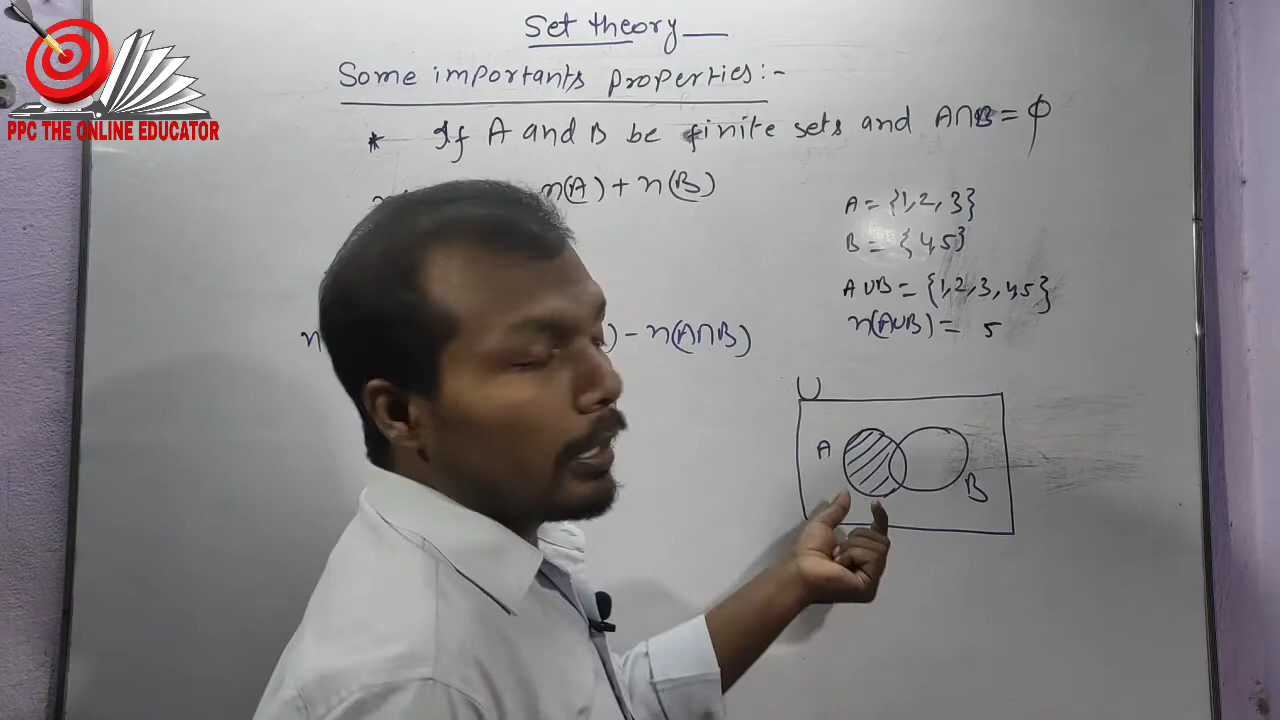 PPC THE ONLINE EDUCATOR
Set theory
Some importants properties:-
* If A and B be finite sets and A∩B = φ
n(A) + n(B)
A = {1, 2, 3}
B = {4,5}
A∪B = {1, 2, 3, 4,5}
n(A∪B) = 5
n ) - n(A∩B)
U
A
B